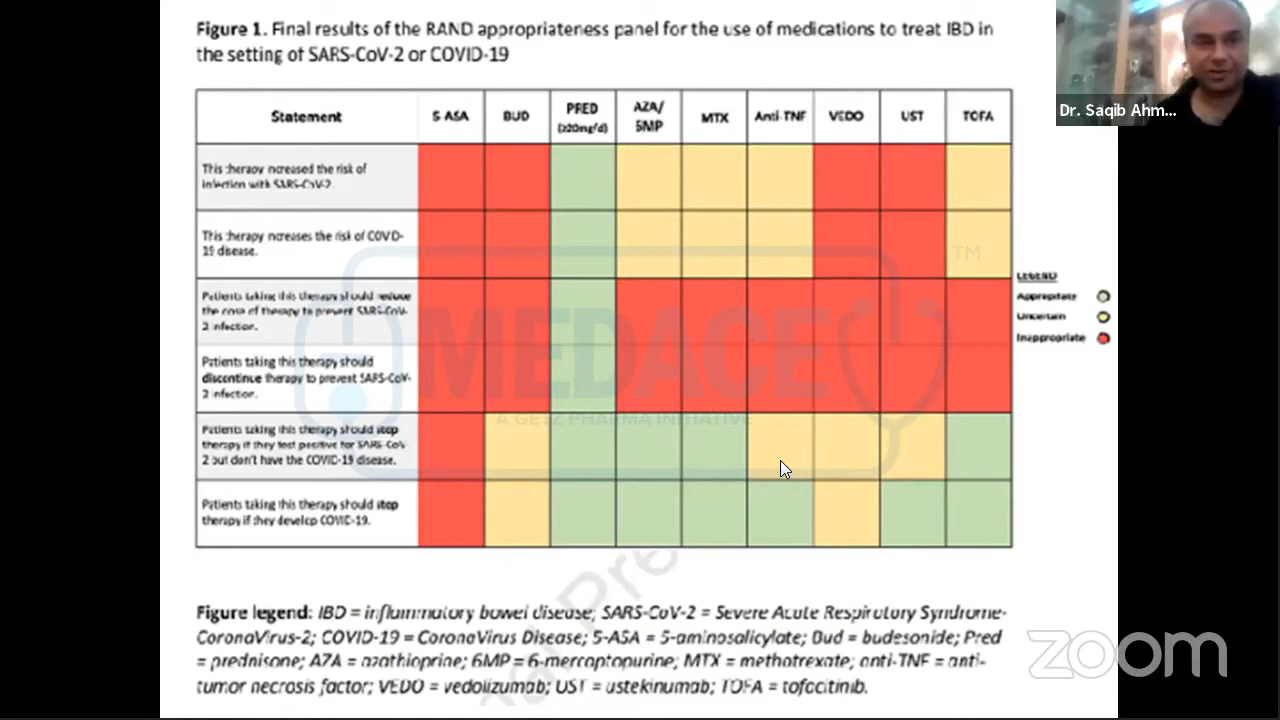 Figure 1. Final results of the RAND appropriateness panel for the use of medications to treat IBD in
the setting of SARS-CoV-2 or COVID-19
Dr. Saqib Ahm...
Statement 5-ASA BUD PRED (≥20mg/d) AZA/ 6MP MTX Anti-TNF VEDO UST TOFA
This therapy increased the risk of
infection with SARS-CoV-2.
This therapy increases the risk of COVID-
19 disease.
Patients taking this therapy should reduce
the dose of therapy to prevent SARS-CoV-
2 infection.
Patients taking this therapy should
discontinue therapy to prevent SARS-CoV-
2 infection.
Patients taking this therapy should stop
therapy if they test positive for SARS-CoV-
2 but don't have the COVID-19 disease.
Patients taking this therapy should stop
therapy if they develop COVID-19.
LEGEND
Appropriate
Uncertain
Inappropriate
TM
MEDACE
A GETZ PHARMA INITIATIVE
Figure legend: IBD = inflammatory bowel disease; SARS-CoV-2 = Severe Acute Respiratory Syndrome-
CoronaVirus-2; COVID-19 = CoronaVirus Disease; 5-ASA = 5-aminosalicylate; Bud = budesonide; Pred
= prednisone; AZA = azathioprine; 6MP = 6-mercaptopurine; MTX = methotrexate; anti-TNF = anti-
tumor necrosis factor; VEDO = vedolizumab; UST = ustekinumab; TOFA = tofacitinib.
zoom